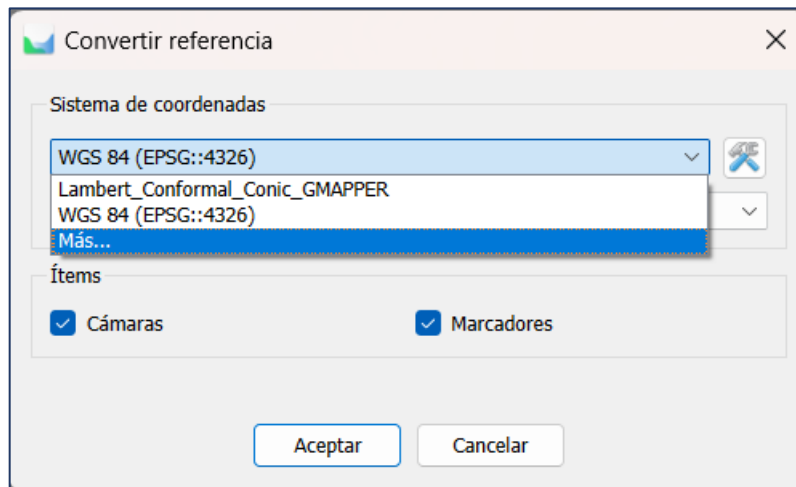 Convertir referencia
Sistema de coordenadas
WGS 84 (EPSG::4326)
Lambert_Conformal_Conic_GMAPPER
WGS 84 (EPSG::4326)
Más...
Ítems
Cámaras
Marcadores
Aceptar
Cancelar